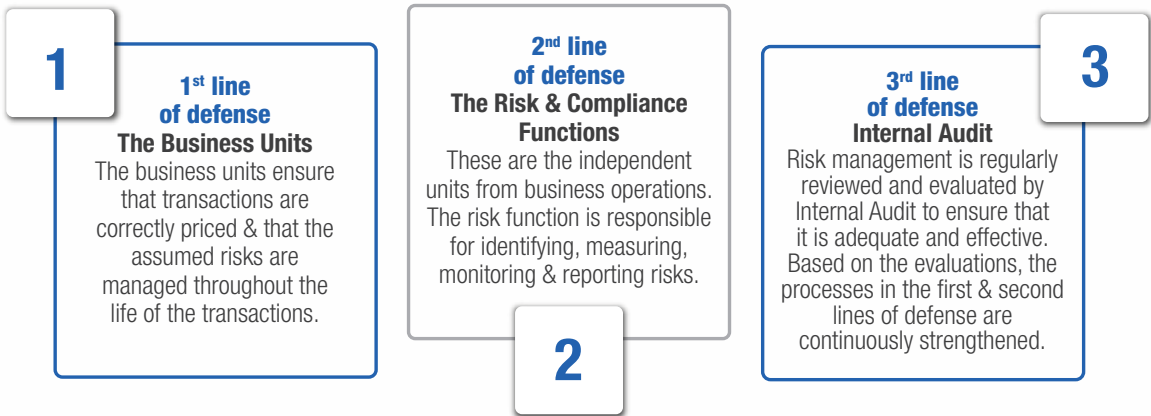 1
1st line
of defense
The Business Units
The business units ensure
that transactions are
correctly priced & that the
assumed risks are
managed throughout the
life of the transactions.
2nd line
of defense
The Risk & Compliance
Functions
These are the independent
units from business operations.
The risk function is responsible
for identifying, measuring,
monitoring & reporting risks.
2
3
3rd line
of defense
Internal Audit
Risk management is regularly
reviewed and evaluated by
Internal Audit to ensure that
it is adequate and effective.
Based on the evaluations, the
processes in the first & second
lines of defense are
continuously strengthened.